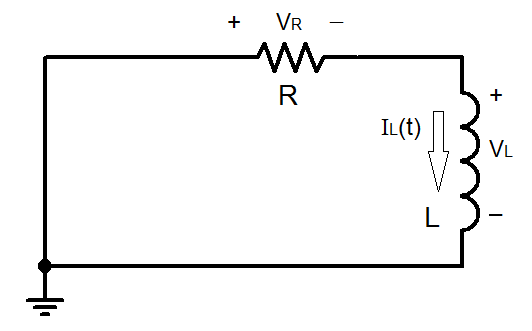 + VR –
R
IL(t)
+
VL
–
L